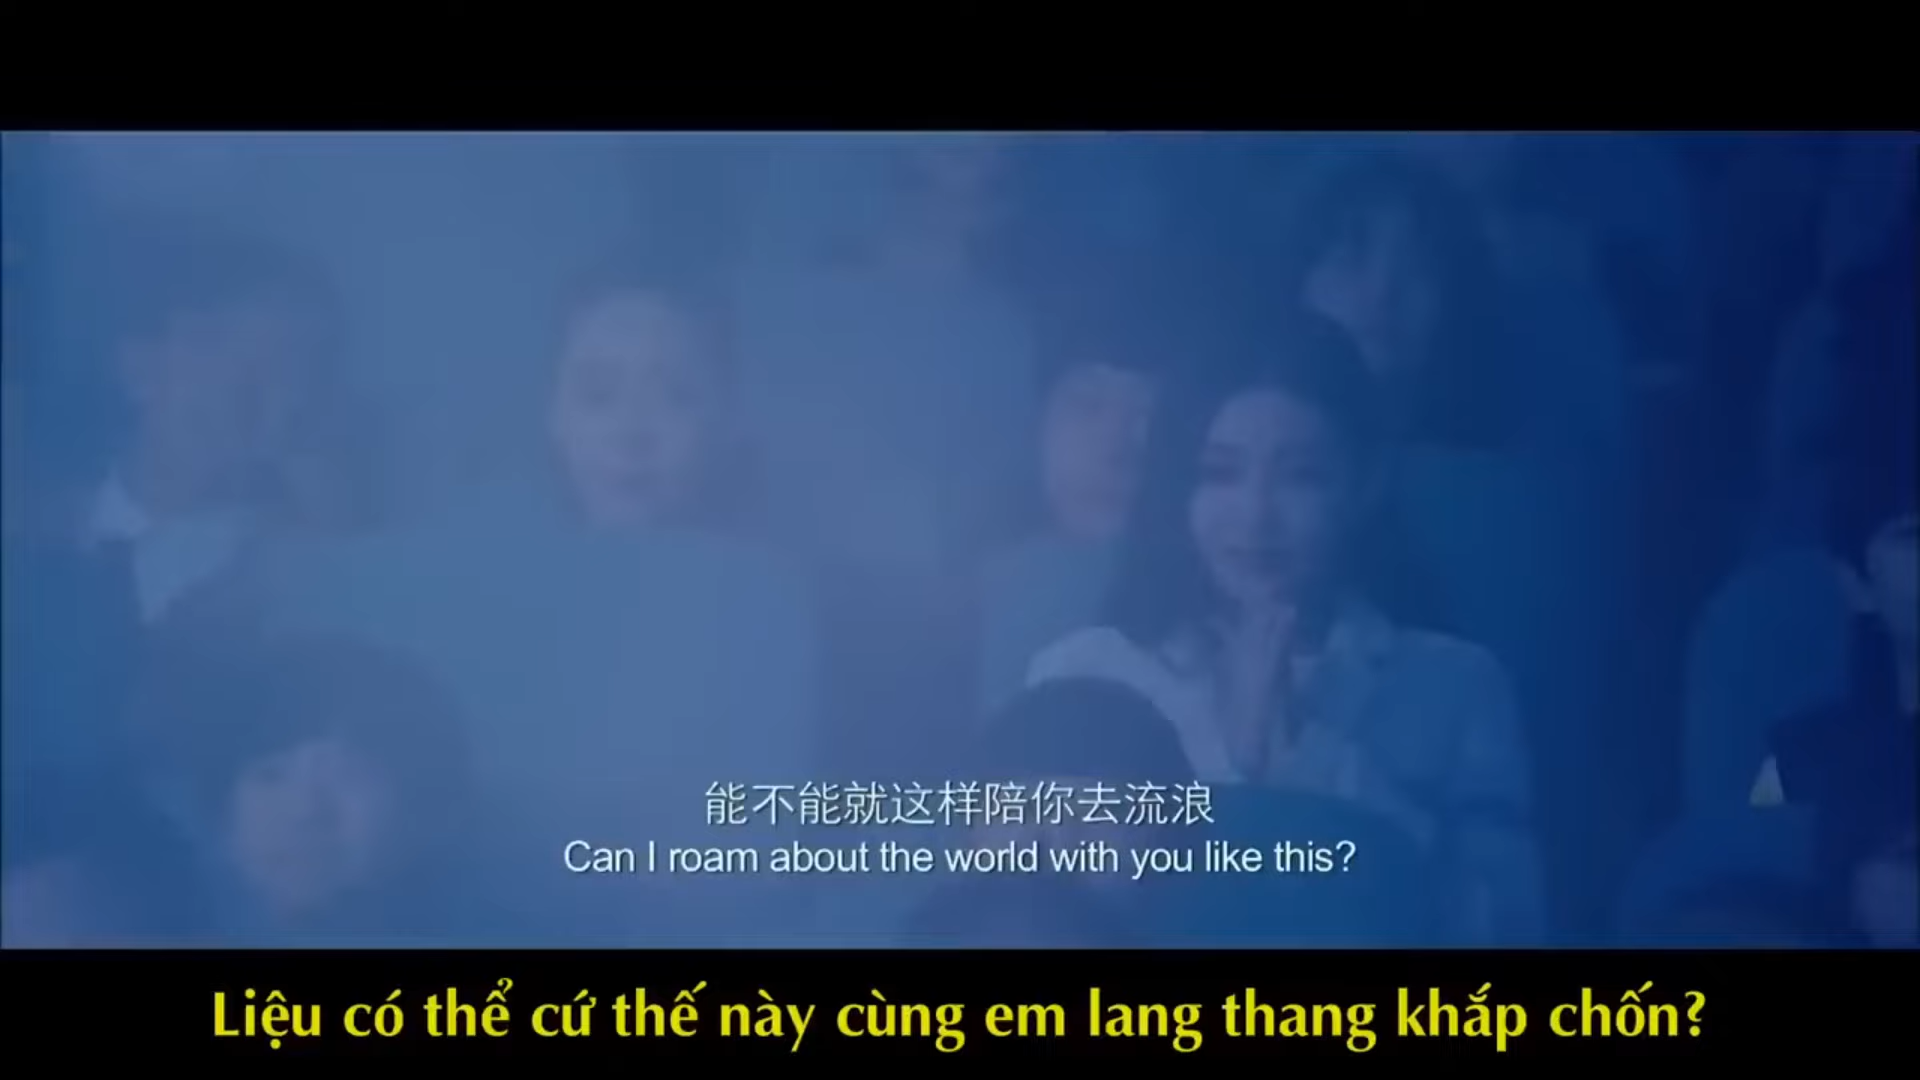 能不能就这样陪你去流浪
Can I roam about the world with you like this?
Liệu có thể cứ thế này cùng em lang thang khắp chốn?